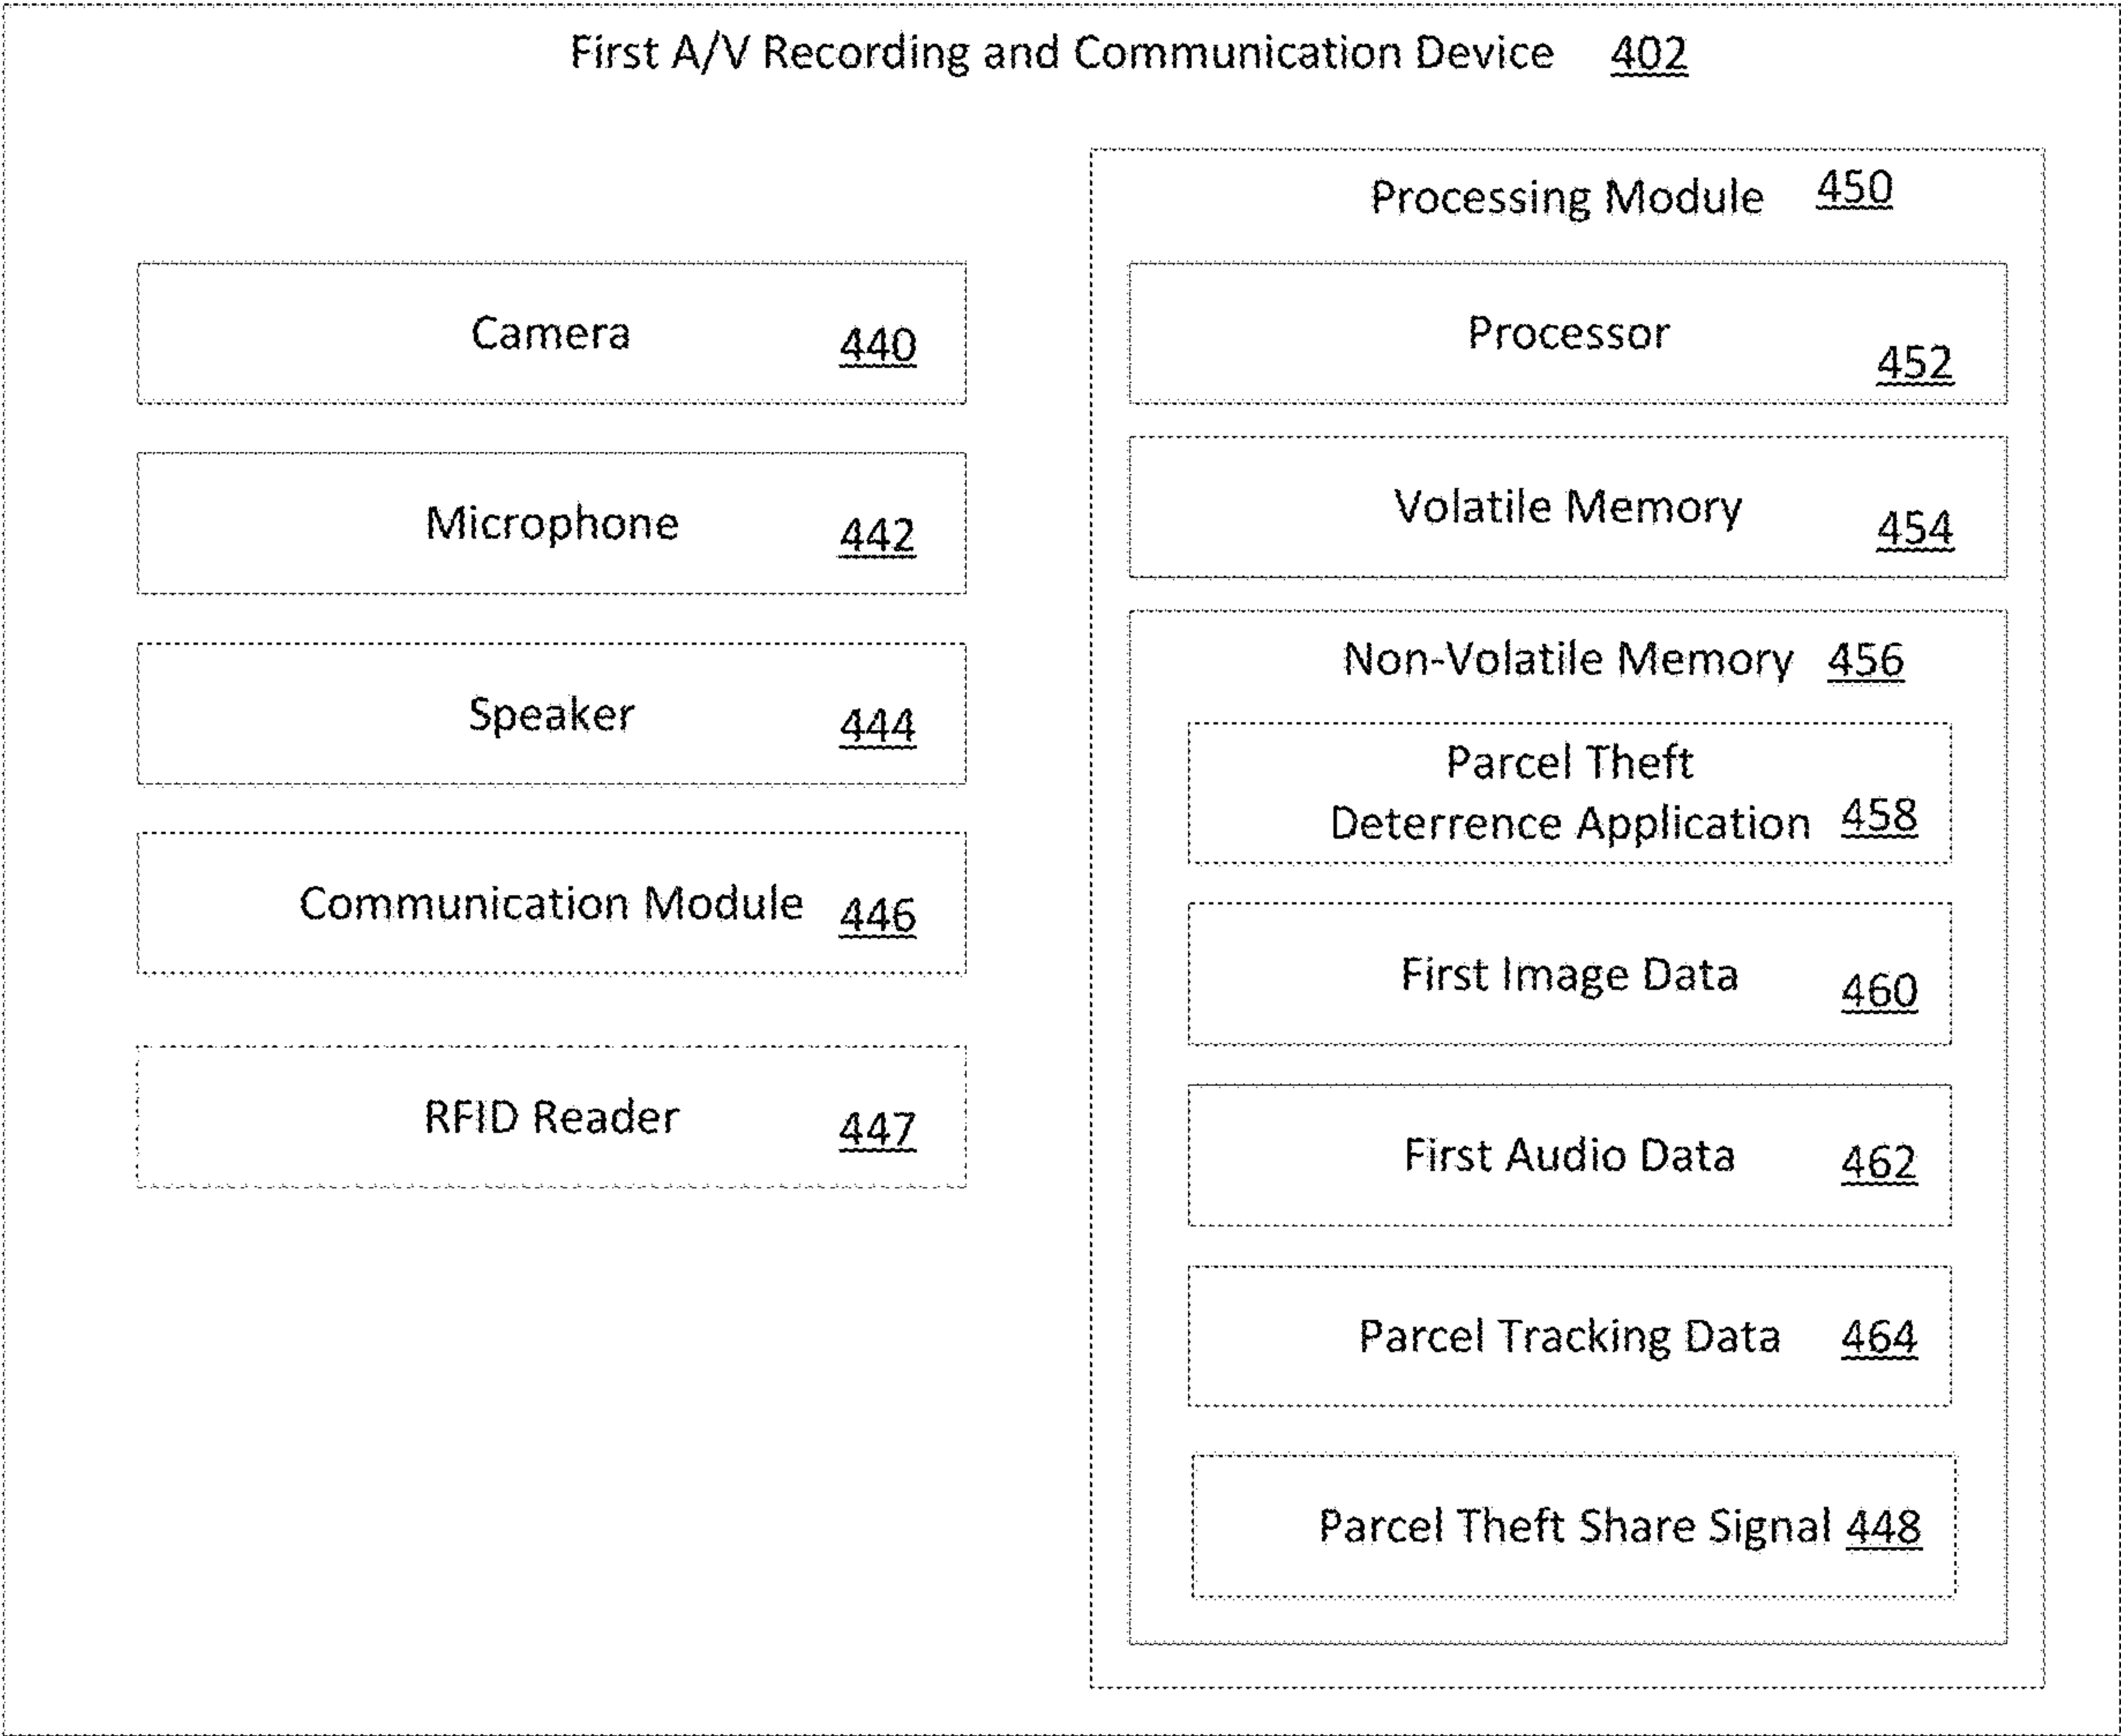 First A/V Recording and Communication Device 402
Camera 440
Microphone 442
Speaker 444
Communication Module 446
RFID Reader 447
Processing Module 450
Processor 452
Volatile Memory 454
Non-Volatile Memory 456
Parcel Theft
Deterrence Application 458
First Image Data 460
First Audio Data 462
Parcel Tracking Data 464
Parcel Theft Share Signal 448